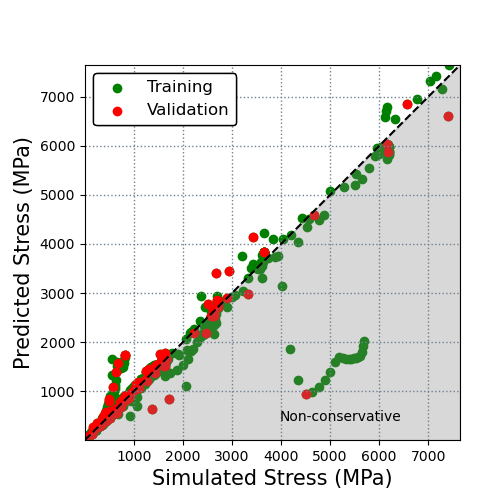 Training
Validation
7000
6000
5000
4000
3000
2000
1000
Predicted Stress (MPa)
Non-conservative
1000 2000 3000 4000 5000 6000 7000
Simulated Stress (MPa)